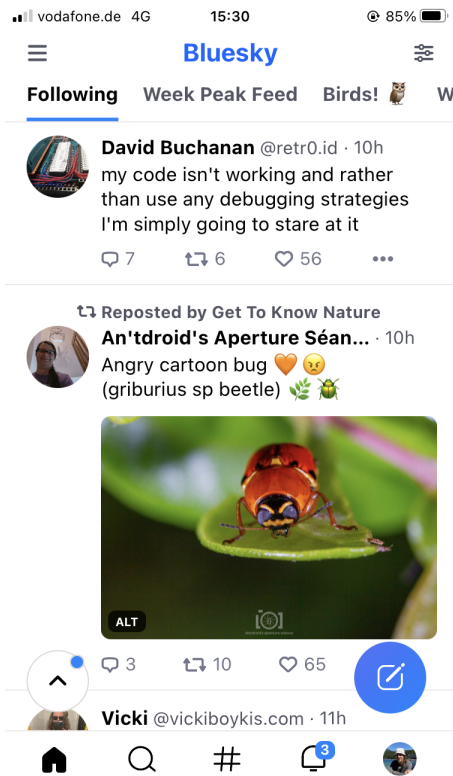 vodafone.de 4G 15:30 85%
Bluesky
Following Week Peak Feed Birds! 🦉 W
David Buchanan @retr0.id · 10h
my code isn't working and rather
than use any debugging strategies
I'm simply going to stare at it
7 6 56
Reposted by Get To Know Nature
An'tdroid's Aperture Séan... · 10h
Angry cartoon bug 🧡 😠
(griburius sp beetle) 🌿 🪲
ALT
3 10 65
Vicki @vickiboykis.com · 11h
3